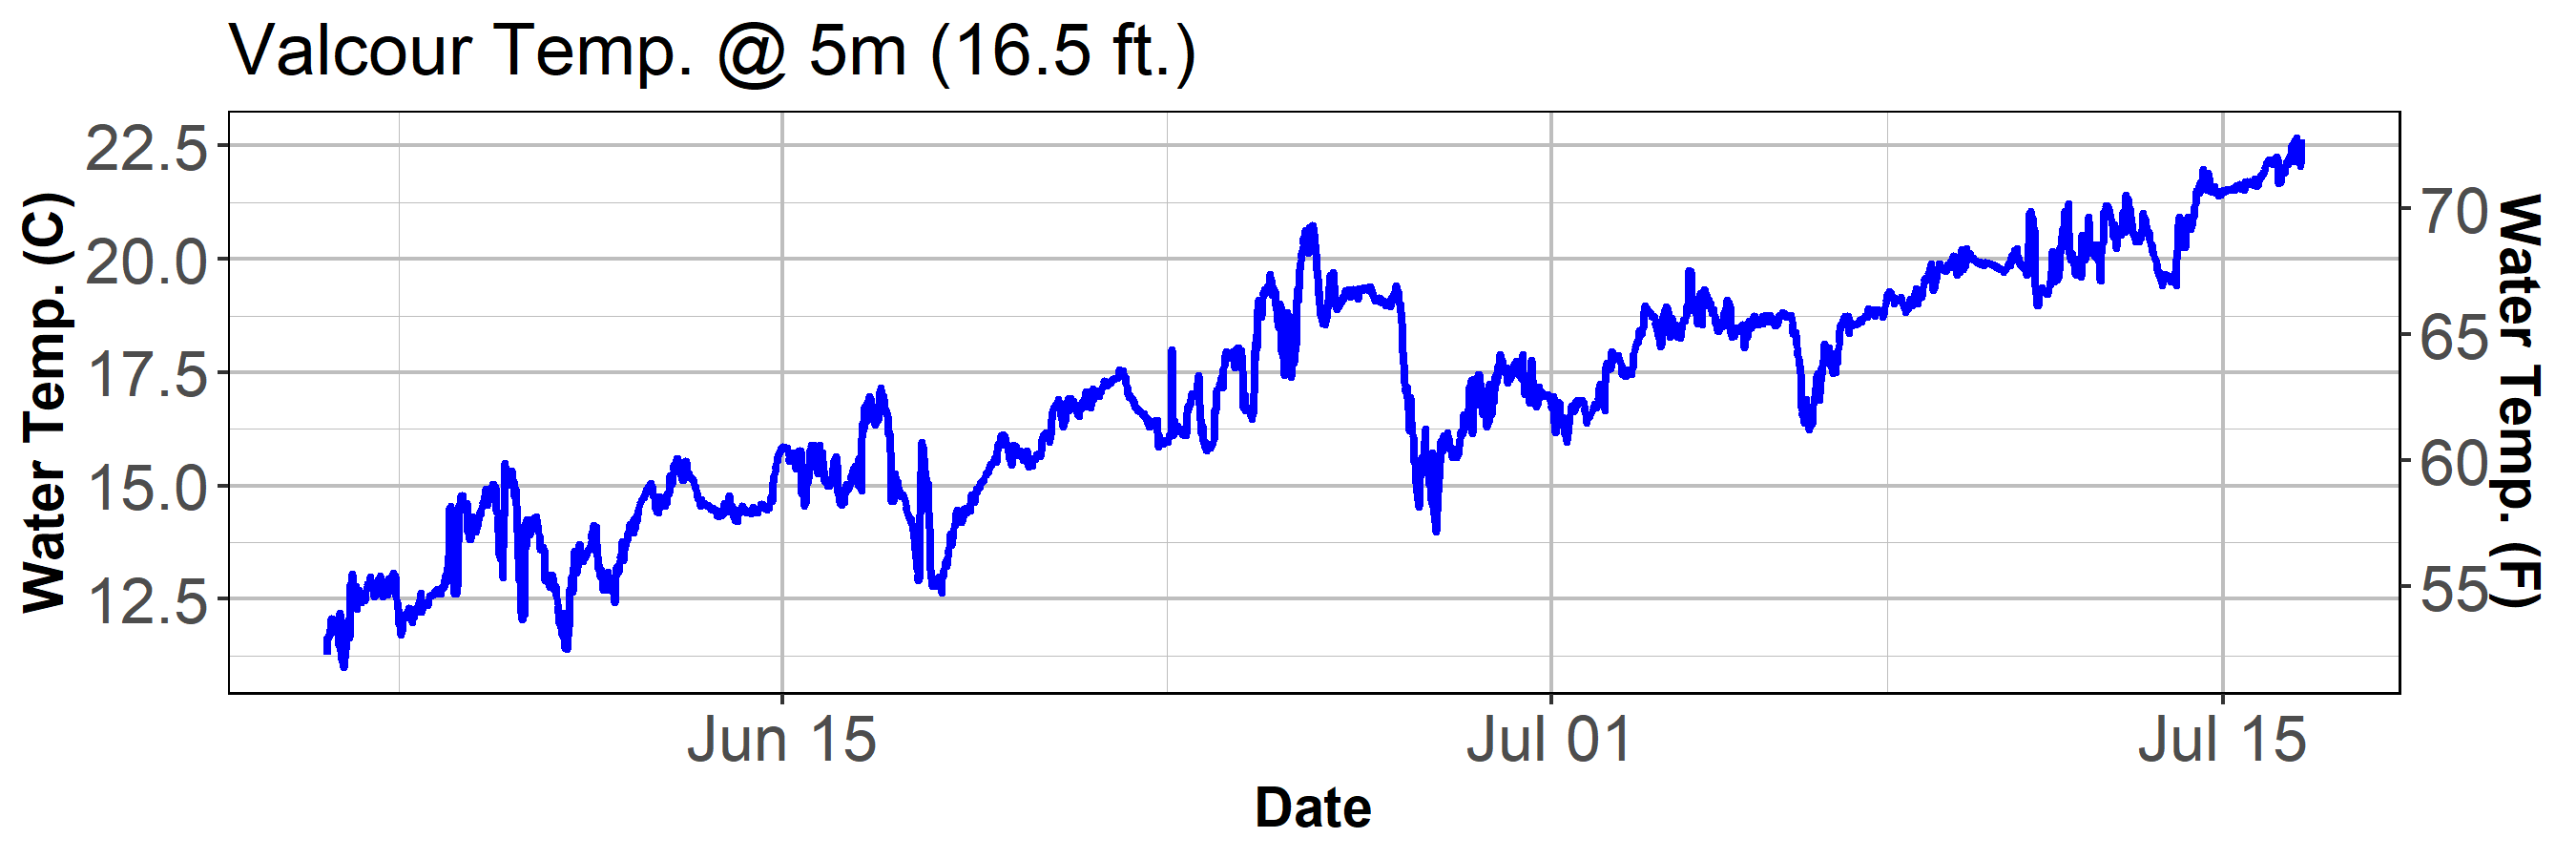 Valcour Temp. @ 5m (16.5 ft.)
Water Temp. (C)
22.5
20.0
17.5
15.0
12.5
70
65
60
55
Water Temp. (F)
Jun 15
Jul 01
Jul 15
Date